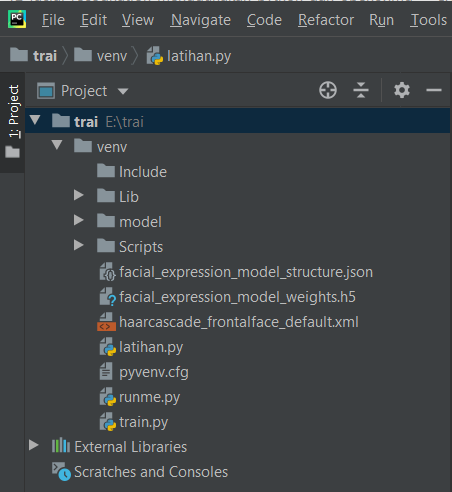 PC File Edit View Navigate Code Refactor Run Tools
trai venv latihan.py
1: Project
Project
trai E:\trai
venv
Include
Lib
model
Scripts
facial_expression_model_structure.json
facial_expression_model_weights.h5
haarcascade_frontalface_default.xml
latihan.py
pyvenv.cfg
runme.py
train.py
External Libraries
Scratches and Consoles